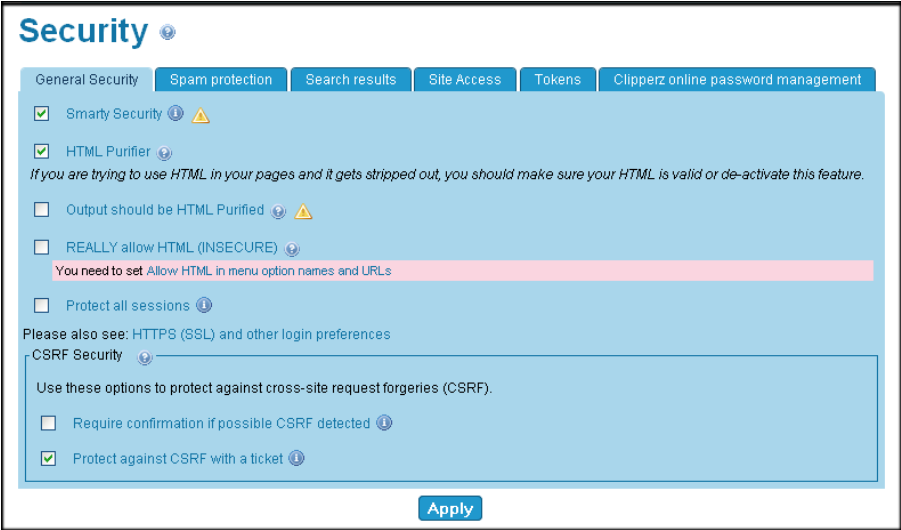 Security
General Security Spam protection Search results Site Access Tokens Clipperz online password management
Smarty Security
HTML Purifier
If you are trying to use HTML in your pages and it gets stripped out, you should make sure your HTML is valid or de-activate this feature.
Output should be HTML Purified
REALLY allow HTML (INSECURE)
You need to set Allow HTML in menu option names and URLs
Protect all sessions
Please also see: HTTPS (SSL) and other login preferences
CSRF Security
Use these options to protect against cross-site request forgeries (CSRF).
Require confirmation if possible CSRF detected
Protect against CSRF with a ticket
Apply